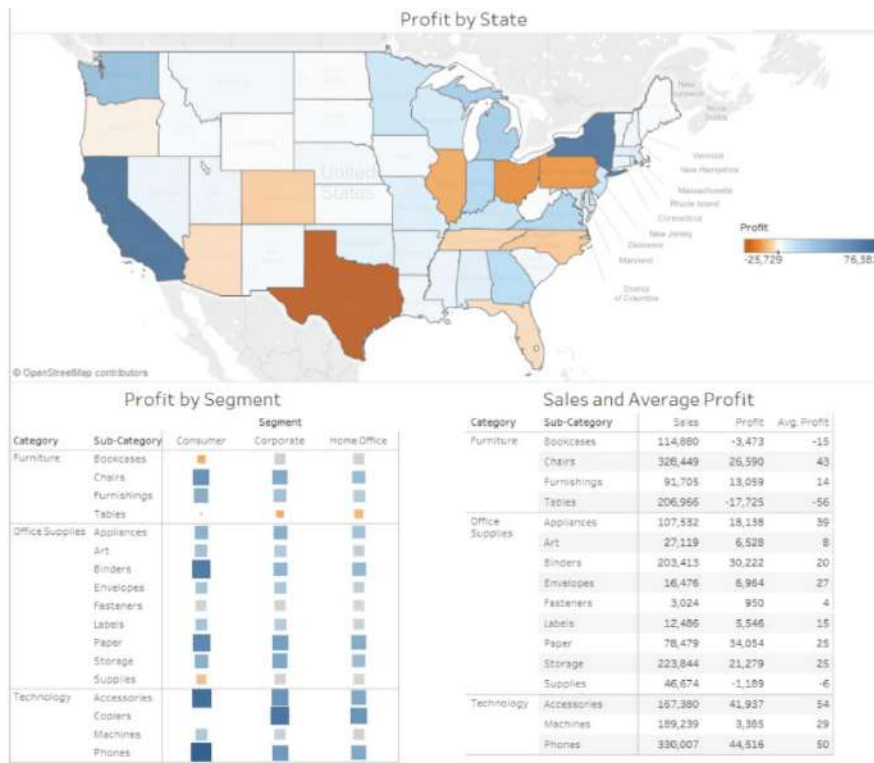 Profit by State
United
States
New
Vermont
New Hampshire
Massachusetts
Rhode Island
Connecticut
New Jersey
Delaware
Maryland
District
of Columbia
Profit
-25,729
© OpenStreetMap contributors
Profit by Segment
Segment
Category Sub-Category Consumer Corporate Home Office
Furniture Bookcases
Chairs
Furnishings
Tables
Office Supplies Appliances
Art
Binders
Envelopes
Fasteners
Labels
Paper
Storage
Supplies
Technology Accessories
Copiers
Machines
Phones
Sales and Average Profit
Category Sub-Category Sales Profit Avg. Profit
Furniture Bookcases 114,880 -3,473 -15
Chairs 328,449 26,590 43
Furnishings 91,705 13,059 14
Tables 206,966 -17,725 -56
Office Supplies Appliances 107,532 18,138 39
Art 27,119 6,528 8
Binders 203,413 30,222 20
Envelopes 16,476 6,964 27
Fasteners 3,024 950 4
Labels 12,486 5,546 15
Paper 78,479 34,054 25
Storage 223,844 21,279 25
Supplies 46,674 -1,189 -6
Technology Accessories 167,380 41,937 54
Machines 189,239 3,385 29
Phones 330,007 44,516 50